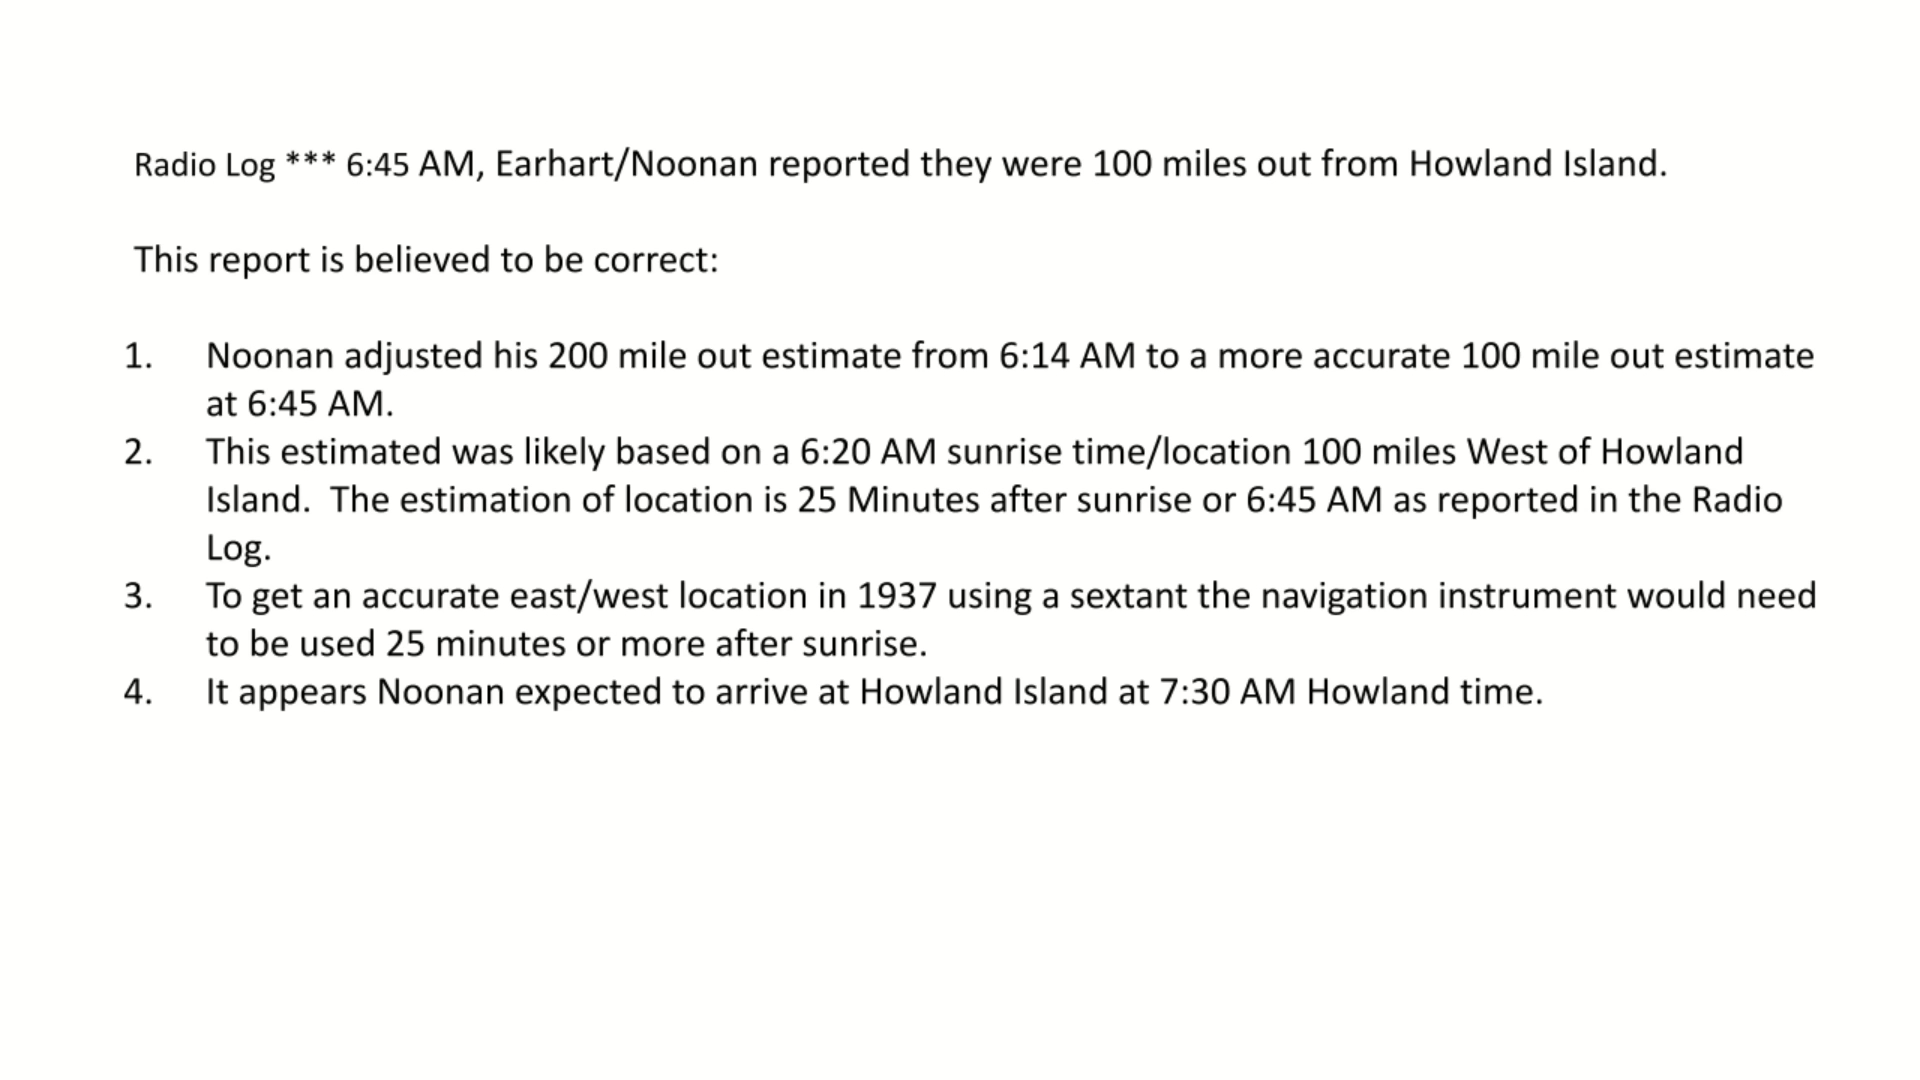 Radio Log *** 6:45 AM, Earhart/Noonan reported they were 100 miles out from Howland Island.
This report is believed to be correct:
1. Noonan adjusted his 200 mile out estimate from 6:14 AM to a more accurate 100 mile out estimate
at 6:45 AM.
2. This estimated was likely based on a 6:20 AM sunrise time/location 100 miles West of Howland
Island.  The estimation of location is 25 Minutes after sunrise or 6:45 AM as reported in the Radio
Log.
3. To get an accurate east/west location in 1937 using a sextant the navigation instrument would need
to be used 25 minutes or more after sunrise.
4. It appears Noonan expected to arrive at Howland Island at 7:30 AM Howland time.